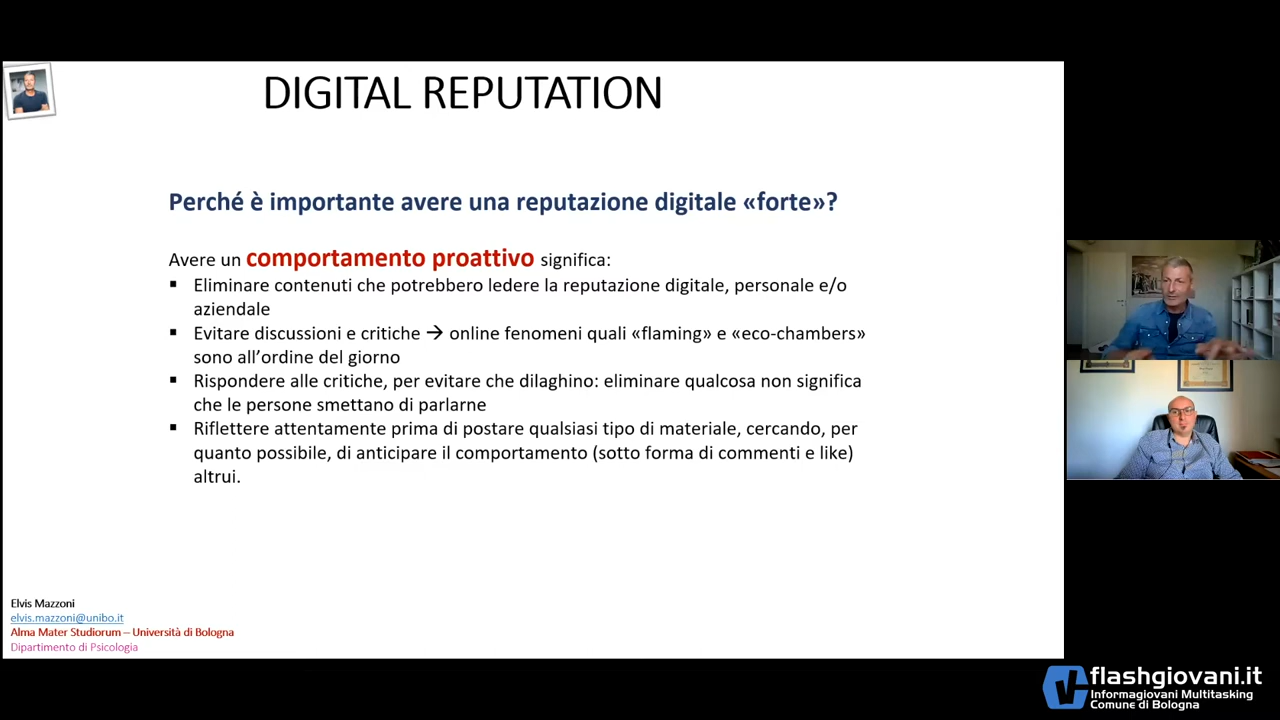 DIGITAL REPUTATION
Perché è importante avere una reputazione digitale «forte»?
Avere un comportamento proattivo significa:
▪ Eliminare contenuti che potrebbero ledere la reputazione digitale, personale e/o
aziendale
▪ Evitare discussioni e critiche → online fenomeni quali «flaming» e «eco-chambers»
sono all’ordine del giorno
▪ Rispondere alle critiche, per evitare che dilaghino: eliminare qualcosa non significa
che le persone smettano di parlarne
▪ Riflettere attentamente prima di postare qualsiasi tipo di materiale, cercando, per
quanto possibile, di anticipare il comportamento (sotto forma di commenti e like)
altrui.
Elvis Mazzoni
elvis.mazzoni@unibo.it
Alma Mater Studiorum – Università di Bologna
Dipartimento di Psicologia
flashgiovani.it
Informagiovani Multitasking
Comune di Bologna